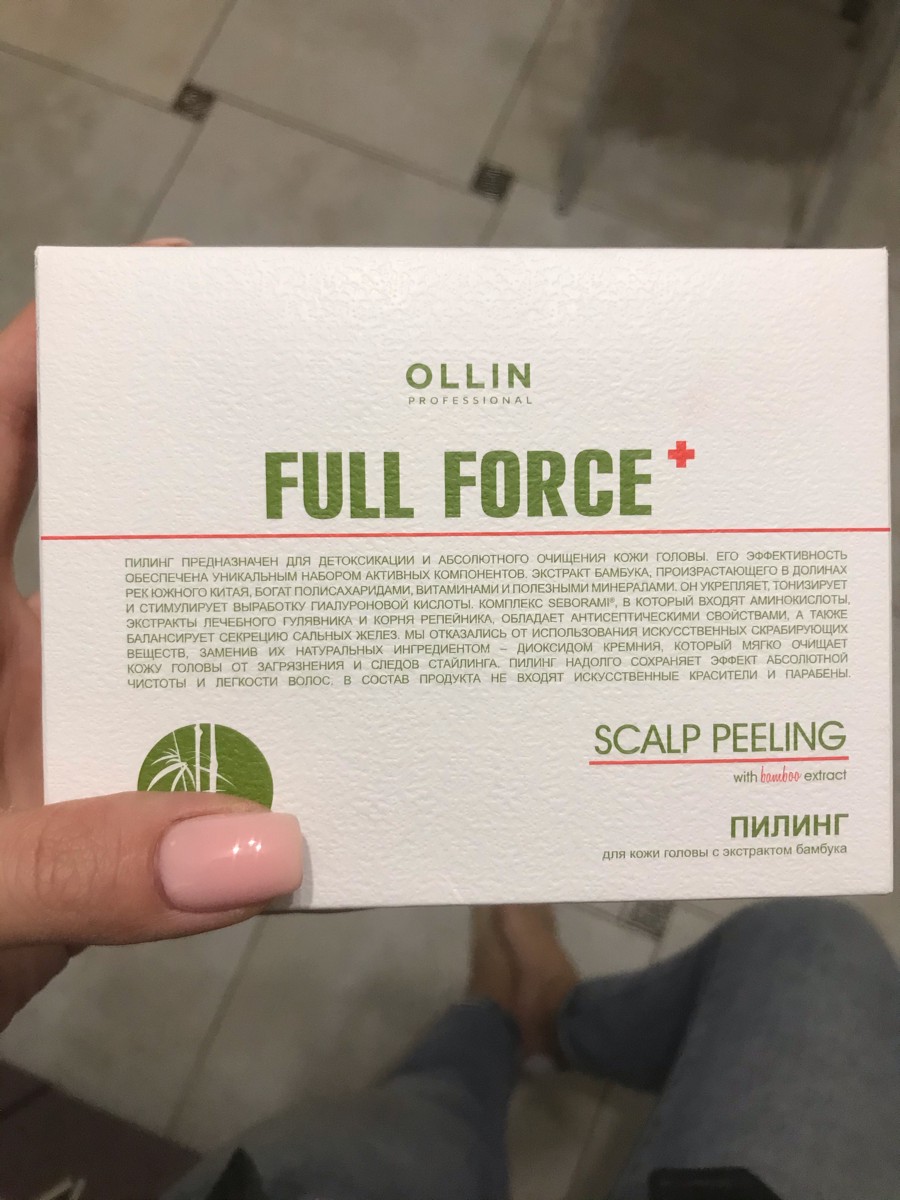 OLLIN
PROFESSIONAL
FULL FORCE+
ПИЛИНГ ПРЕДНАЗНАЧЕН ДЛЯ ДЕТОКСИКАЦИИ И АБСОЛЮТНОГО ОЧИЩЕНИЯ КОЖИ ГОЛОВЫ. ЕГО ЭФФЕКТИВНОСТЬ
ОБЕСПЕЧЕНА УНИКАЛЬНЫМ НАБОРОМ АКТИВНЫХ КОМПОНЕНТОВ. ЭКСТРАКТ БАМБУКА, ПРОИЗРАСТАЮЩЕГО В ДОЛИНАХ
РЕК ЮЖНОГО КИТАЯ, БОГАТ ПОЛИСАХАРИДАМИ, ВИТАМИНАМИ И ПОЛЕЗНЫМИ МИНЕРАЛАМИ. ОН УКРЕПЛЯЕТ, ТОНИЗИРУЕТ
И СТИМУЛИРУЕТ ВЫРАБОТКУ ГИАЛУРОНОВОЙ КИСЛОТЫ. КОМПЛЕКС SEBORAMI®, В КОТОРЫЙ ВХОДЯТ АМИНОКИСЛОТЫ,
ЭКСТРАКТЫ ЛЕЧЕБНОГО ГУЛЯВНИКА И КОРНЯ РЕПЕЙНИКА, ОБЛАДАЕТ АНТИСЕПТИЧЕСКИМИ СВОЙСТВАМИ, А ТАКЖЕ
БАЛАНСИРУЕТ СЕКРЕЦИЮ САЛЬНЫХ ЖЕЛЕЗ. МЫ ОТКАЗАЛИСЬ ОТ ИСПОЛЬЗОВАНИЯ ИСКУССТВЕННЫХ СКРАБИРУЮЩИХ
ВЕЩЕСТВ, ЗАМЕНИВ ИХ НАТУРАЛЬНЫХ ИНГРЕДИЕНТОМ – ДИОКСИДОМ КРЕМНИЯ, КОТОРЫЙ МЯГКО ОЧИЩАЕТ
КОЖУ ГОЛОВЫ ОТ ЗАГРЯЗНЕНИЯ И СЛЕДОВ СТАЙЛИНГА. ПИЛИНГ НАДОЛГО СОХРАНЯЕТ ЭФФЕКТ АБСОЛЮТНОЙ
ЧИСТОТЫ И ЛЕГКОСТИ ВОЛОС. В СОСТАВ ПРОДУКТА НЕ ВХОДЯТ ИСКУССТВЕННЫЕ КРАСИТЕЛИ И ПАРАБЕНЫ.
SCALP PEELING
with bamboo extract
ПИЛИНГ
для кожи головы с экстрактом бамбука